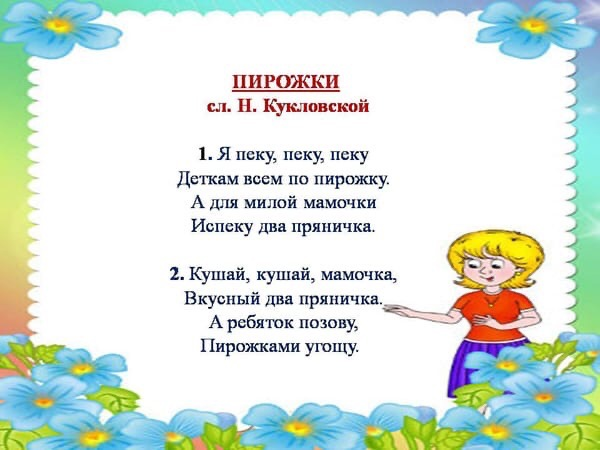 ПИРОЖКИ
сл. Н. Кукловской
1. Я пеку, пеку, пеку
Деткам всем по пирожку.
А для милой мамочки
Испеку два пряничка.
2. Кушай, кушай, мамочка,
Вкусный два пряничка.
А ребяток позову,
Пирожками угощу.